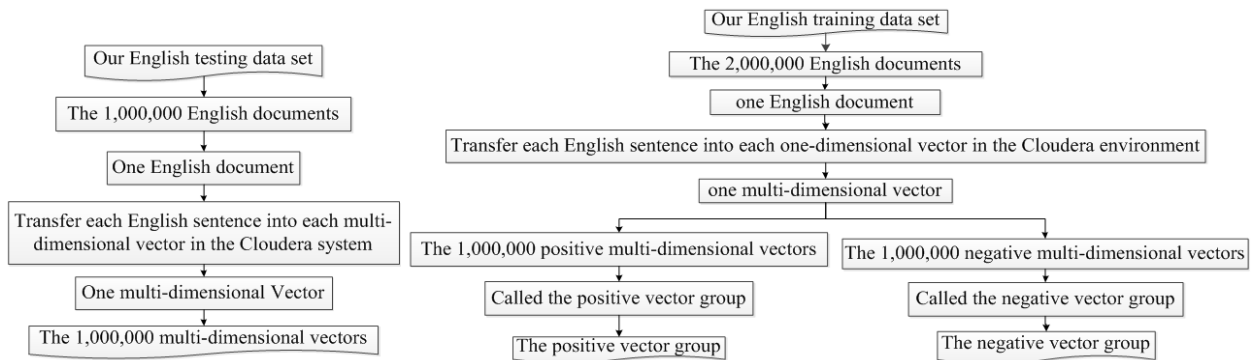 Our English testing data set
The 1,000,000 English documents
One English document
Transfer each English sentence into each multi-
dimensional vector in the Cloudera system
One multi-dimensional Vector
The 1,000,000 multi-dimensional vectors
Our English training data set
The 2,000,000 English documents
one English document
Transfer each English sentence into each one-dimensional vector in the Cloudera environment
one multi-dimensional vector
The 1,000,000 positive multi-dimensional vectors
Called the positive vector group
The positive vector group
The 1,000,000 negative multi-dimensional vectors
Called the negative vector group
The negative vector group